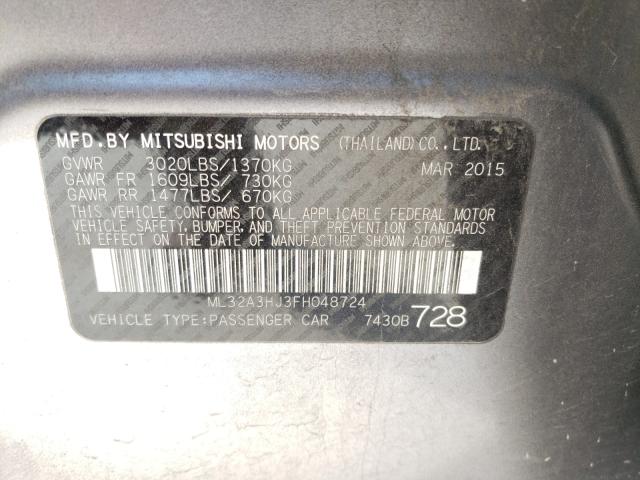 MFD.BY MITSUBISHI MOTORS (THAILAND)CO.,LTD.
GVWR 3020LBS/1370KG MAR 2015
GAWR FR 1609LBS/ 730KG
GAWR RR 1477LBS/ 670KG
THIS VEHICLE CONFORMS TO ALL APPLICABLE FEDERAL MOTOR
VEHICLE SAFETY, BUMPER, AND THEFT PREVENTION STANDARDS
IN EFFECT ON THE DATE OF MANUFACTURE SHOWN ABOVE.
ML32A3HJ3FH048724
VEHICLE TYPE:PASSENGER CAR 7430B 728